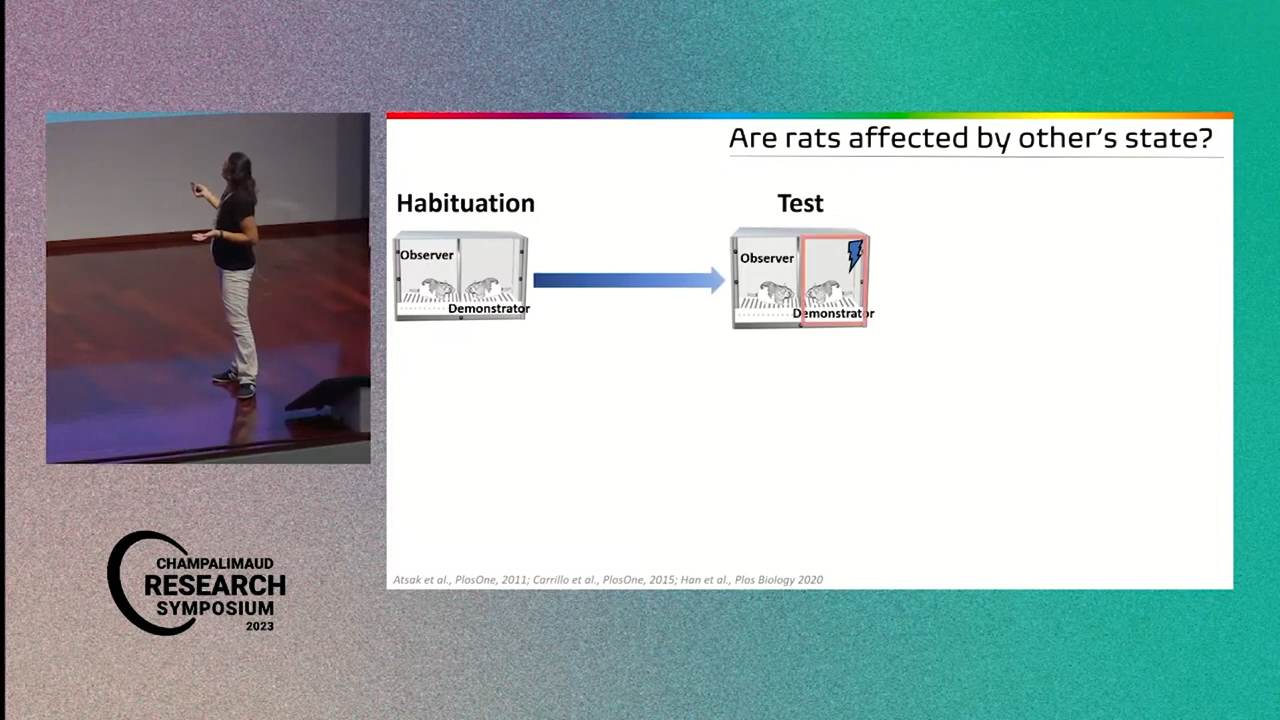 Are rats affected by other's state?
Habituation
Test
Observer
Demonstrator
Observer
Demonstrator
Atsak et al., PlosOne, 2011; Carrillo et al., PlosOne, 2015; Han et al., Plos Biology 2020
CHAMPALIMAUD
RESEARCH
SYMPOSIUM
2023